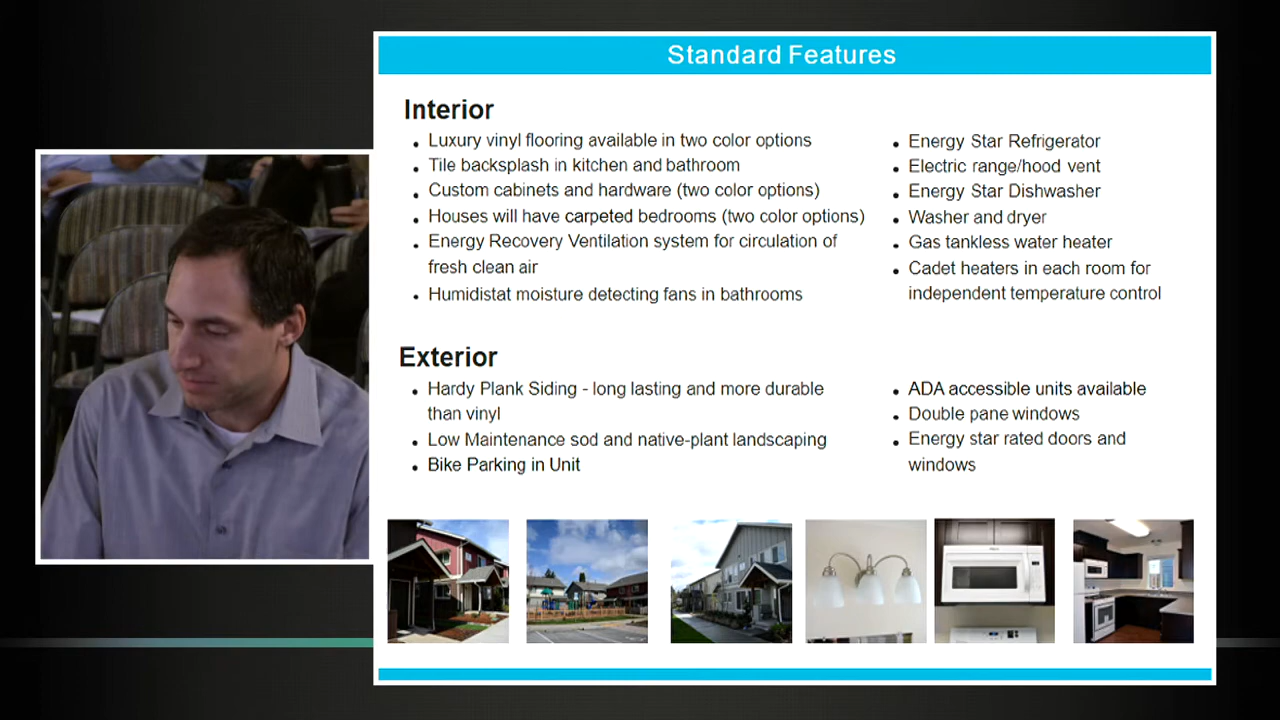 Standard Features
Interior
Luxury vinyl flooring available in two color options
Tile backsplash in kitchen and bathroom
Custom cabinets and hardware (two color options)
Houses will have carpeted bedrooms (two color options)
Energy Recovery Ventilation system for circulation of
fresh clean air
Humidistat moisture detecting fans in bathrooms
Energy Star Refrigerator
Electric range/hood vent
Energy Star Dishwasher
Washer and dryer
Gas tankless water heater
Cadet heaters in each room for
independent temperature control
Exterior
Hardy Plank Siding - long lasting and more durable
than vinyl
Low Maintenance sod and native-plant landscaping
Bike Parking in Unit
ADA accessible units available
Double pane windows
Energy star rated doors and
windows